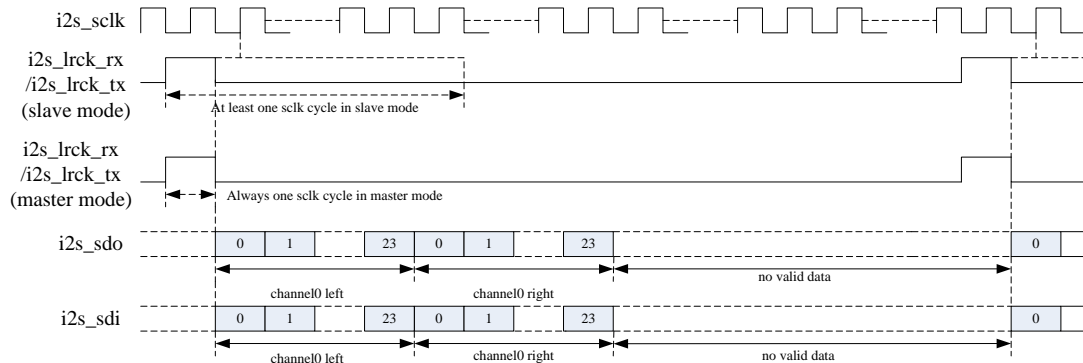 i2s_sclk
i2s_lrck_rx
/i2s_lrck_tx
(slave mode)
At least one sclk cycle in slave mode
i2s_lrck_rx
/i2s_lrck_tx
(master mode)
Always one sclk cycle in master mode
i2s_sdo
0 1 23 0 1 23 0
channel0 left channel0 right no valid data
i2s_sdi
0 1 23 0 1 23 0
channel0 left channel0 right no valid data